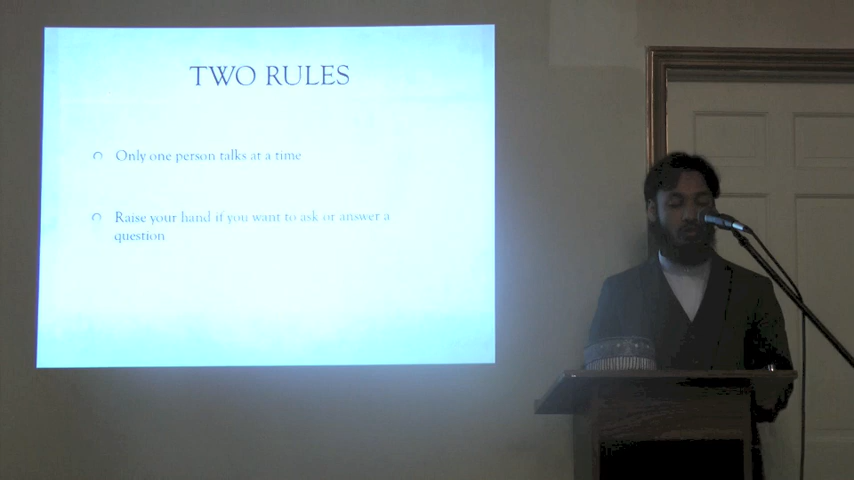 TWO RULES
Only one person talks at a time
Raise your hand if you want to ask or answer a
question